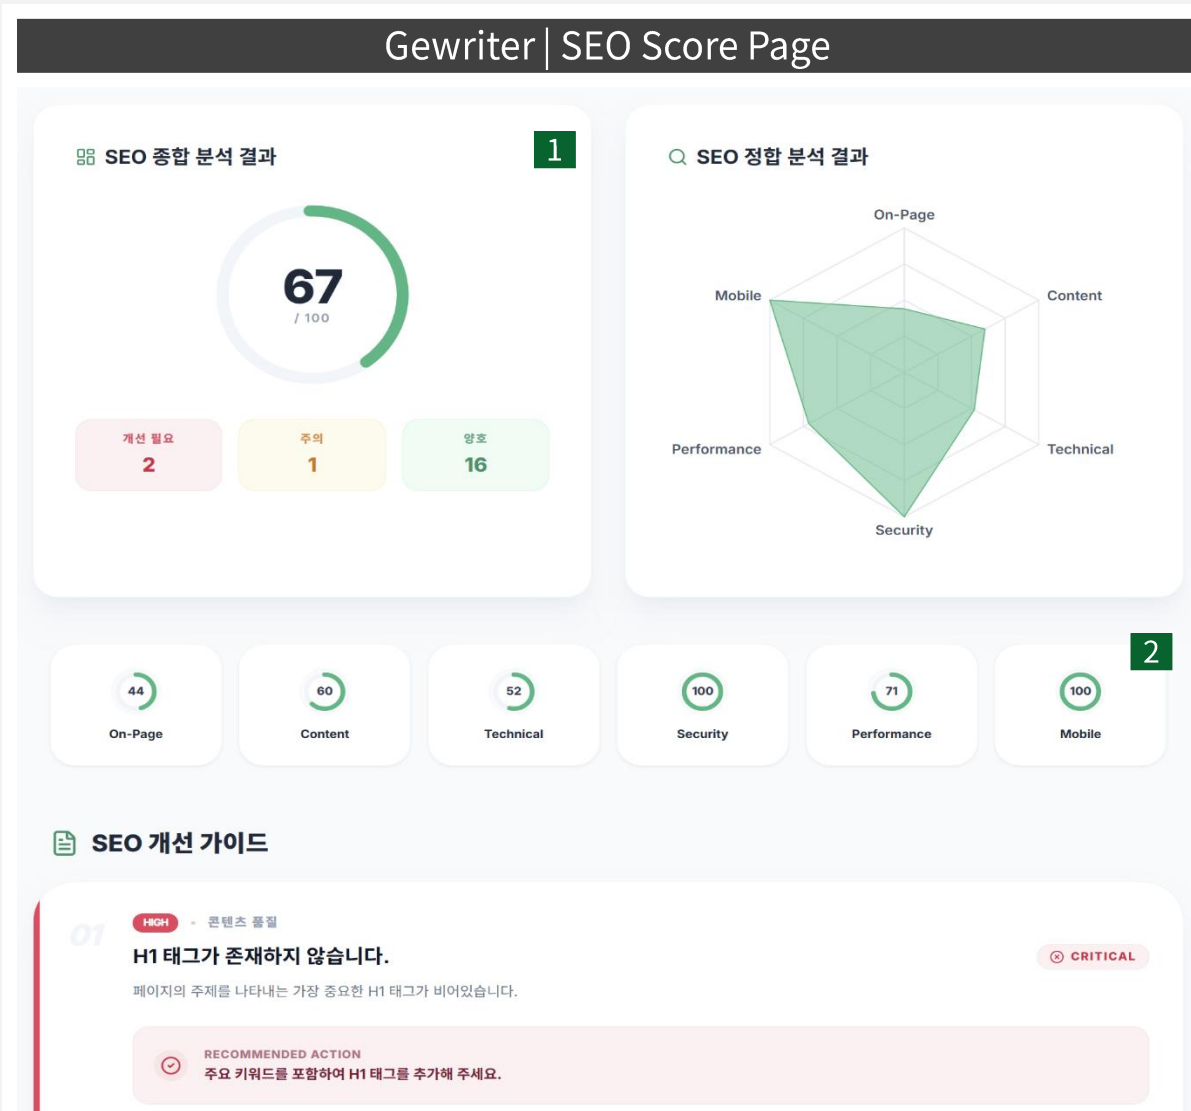 Gewriter | SEO Score Page
SEO 종합 분석 결과
1
67
/ 100
개선 필요
2
주의
1
양호
16
SEO 정합 분석 결과
On-Page
Mobile
Content
Performance
Technical
Security
2
44
On-Page
60
Content
52
Technical
100
Security
71
Performance
100
Mobile
SEO 개선 가이드
01
HIGH - 콘텐츠 품질
H1 태그가 존재하지 않습니다.
CRITICAL
페이지의 주제를 나타내는 가장 중요한 H1 태그가 비어있습니다.
RECOMMENDED ACTION
주요 키워드를 포함하여 H1 태그를 추가해 주세요.